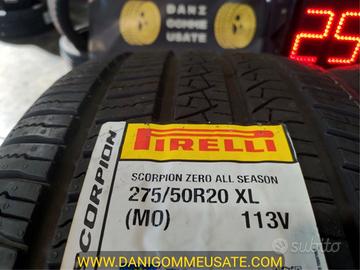 DANI
GOMME
USATE
25
SCORPION
PIRELLI
SCORPION ZERO ALL SEASON
275/50R20 XL
(MO) 113V
WWW.DANIGOMMEUSATE.COM
subito